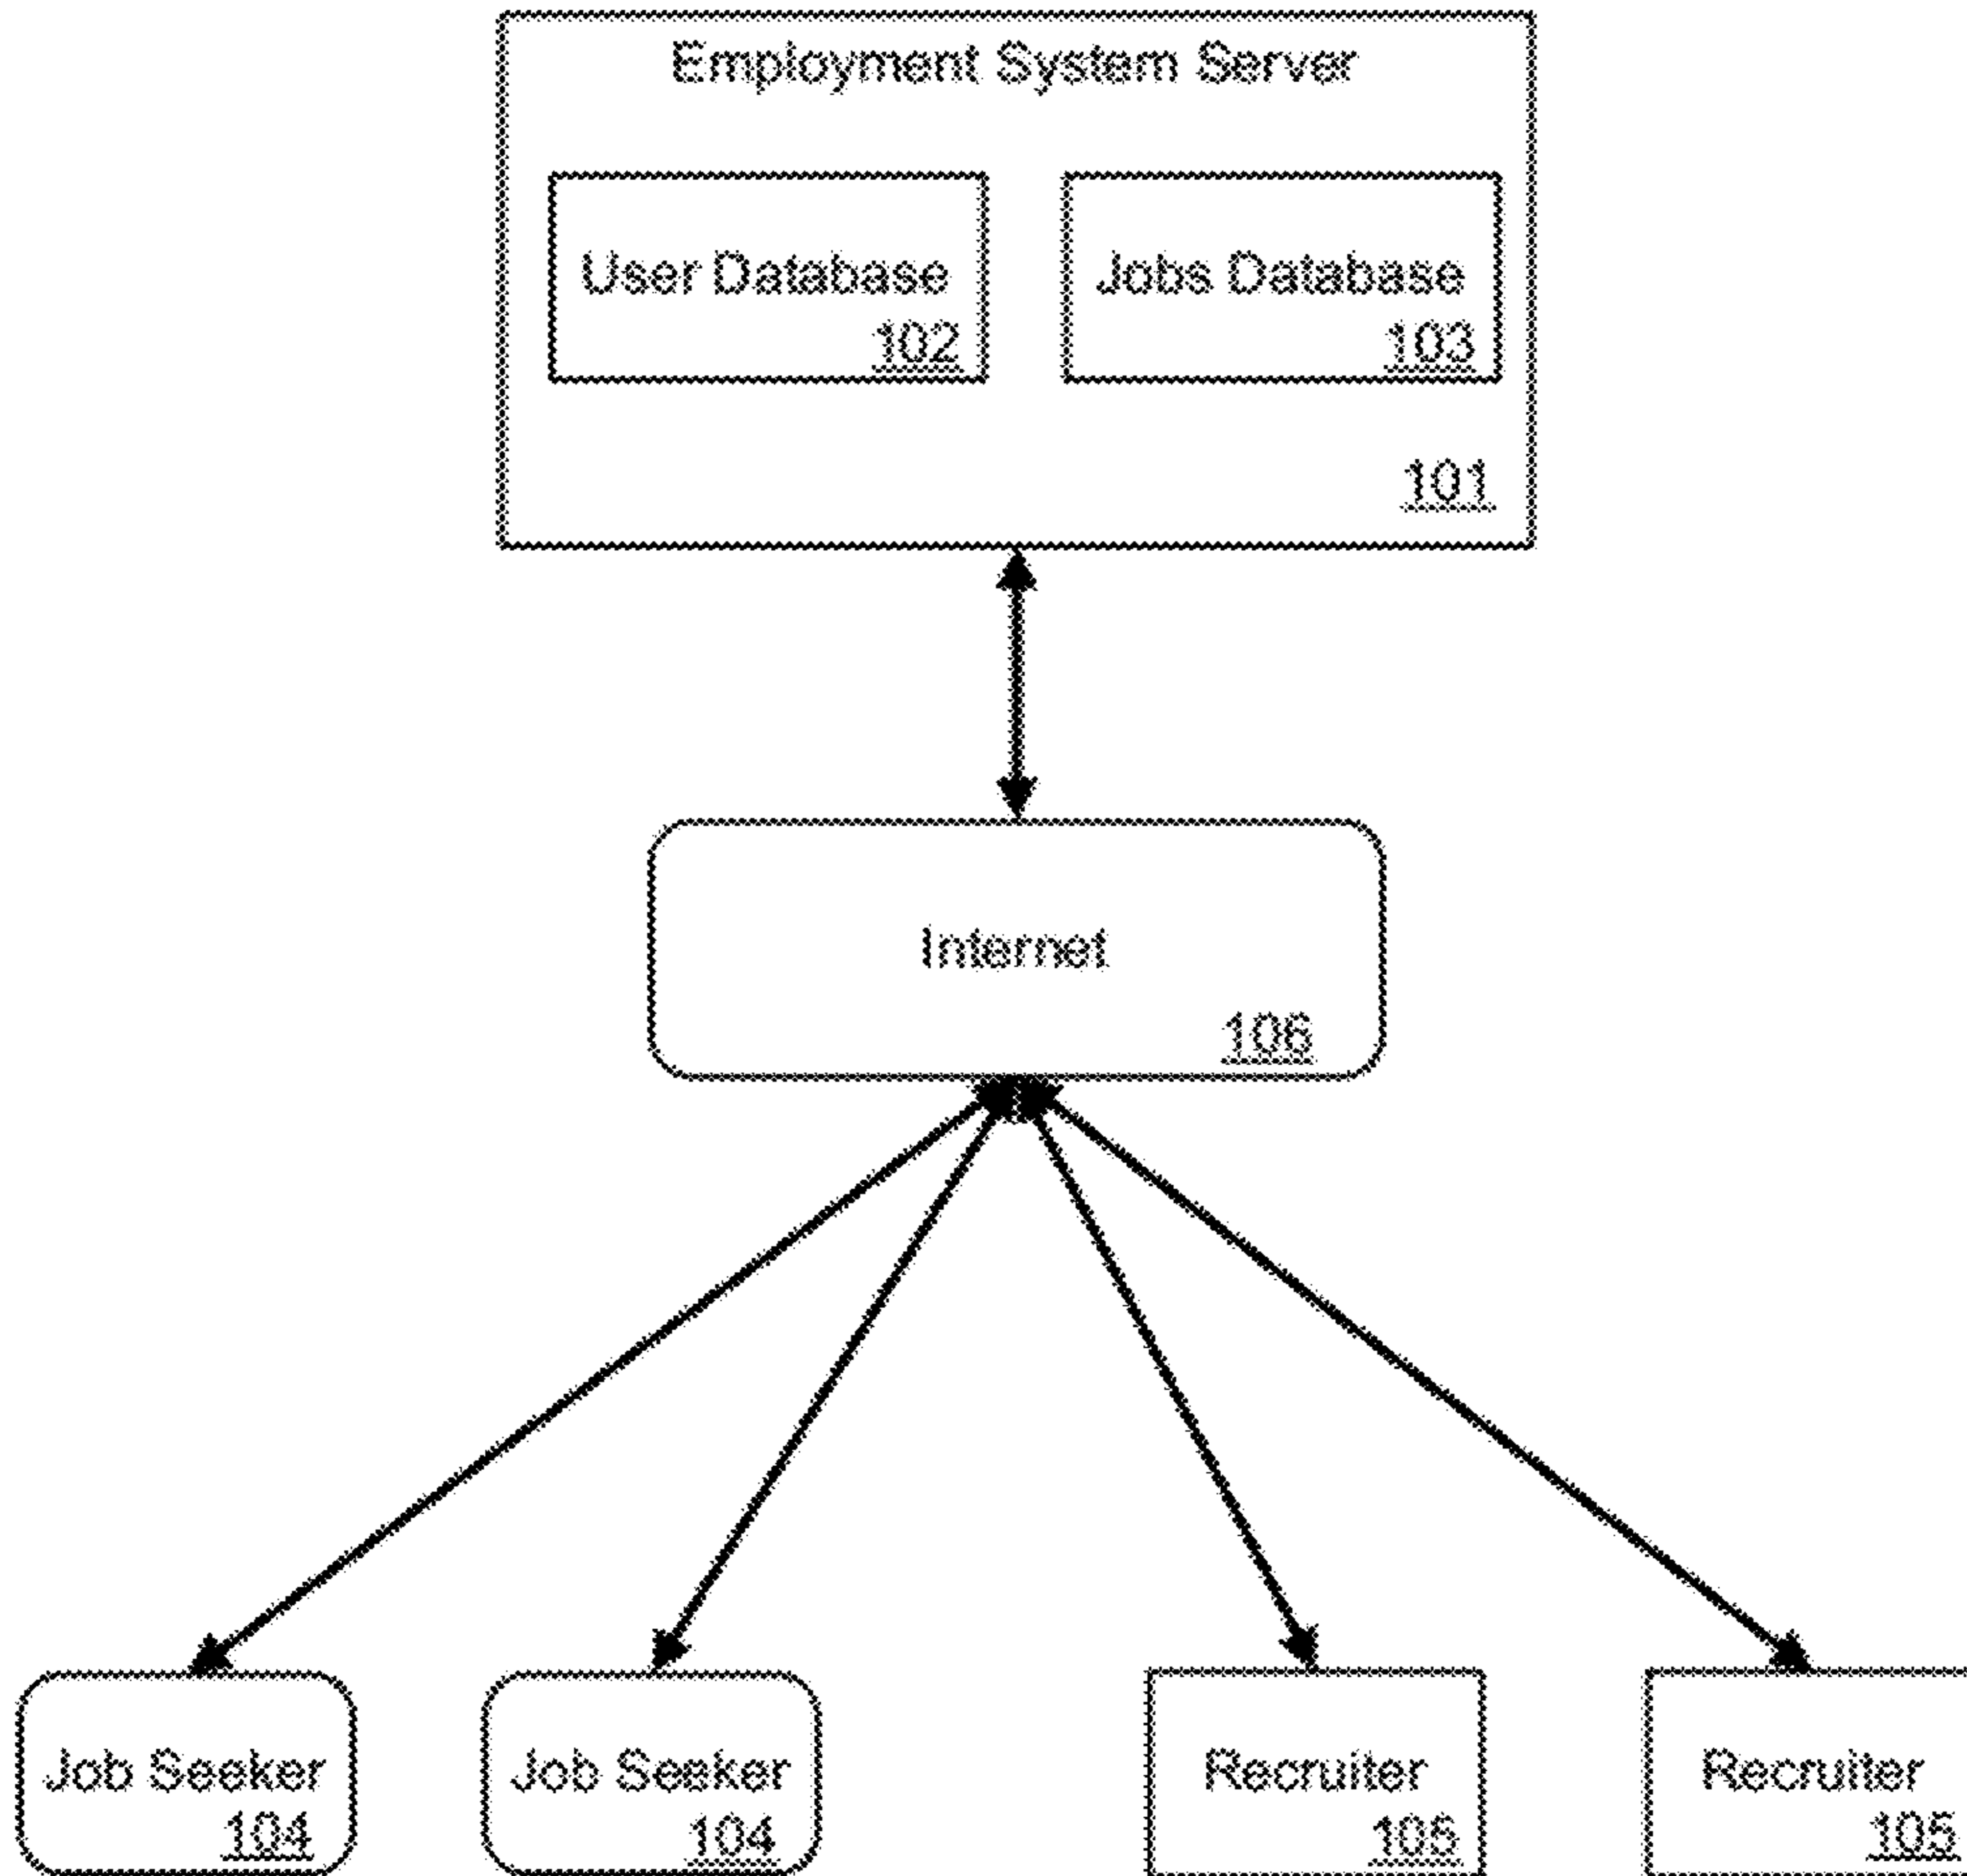 Employment System Server
User Database
102
Jobs Database
103
101
Internet
106
Job Seeker
104
Job Seeker
104
Recruiter
105
Recruiter
105